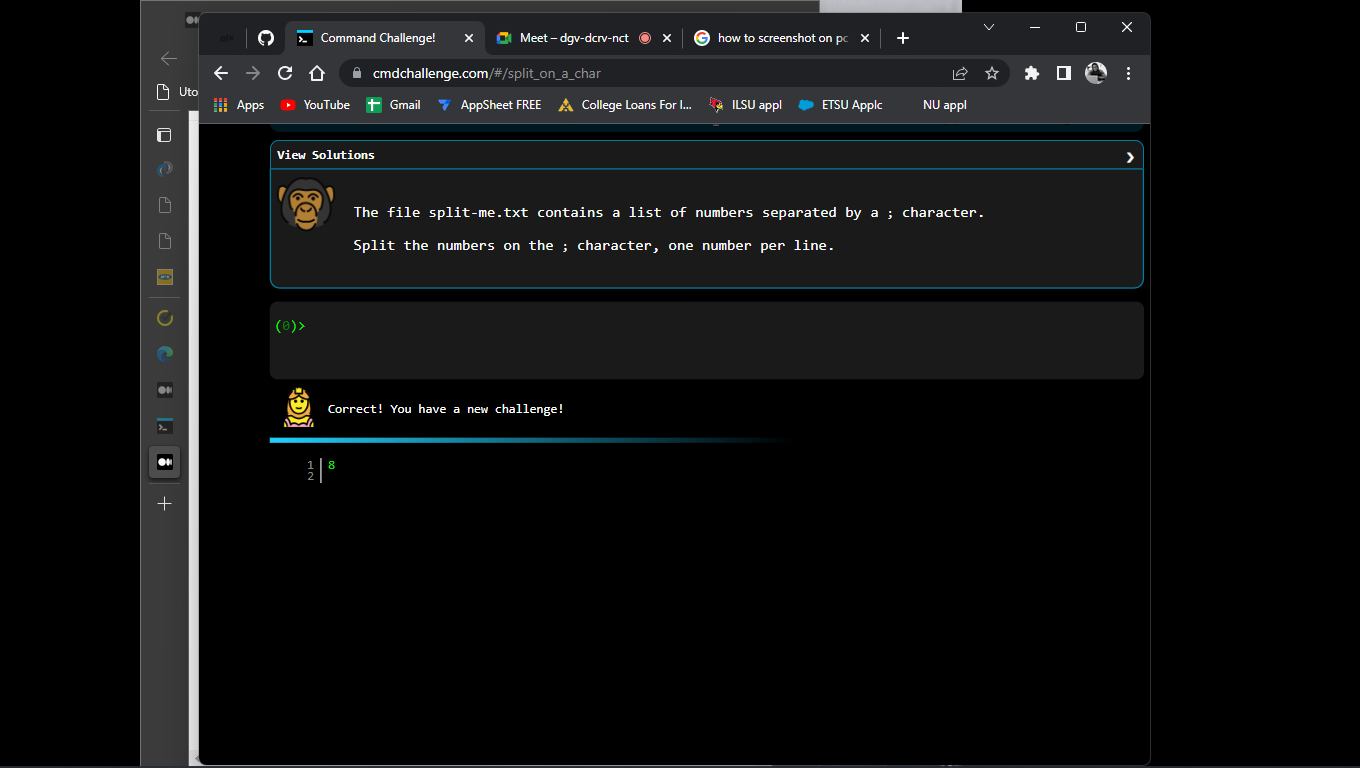 Command Challenge!
Meet – dgv-dcrv-nct
how to screenshot on pc
Uto
cmdchallenge.com/#/split_on_a_char
Apps
YouTube
Gmail
AppSheet FREE
College Loans For I...
ILSU appl
ETSU Applc
NU appl
View Solutions
The file split-me.txt contains a list of numbers separated by a ; character.
Split the numbers on the ; character, one number per line.
(0)>
Correct! You have a new challenge!
1 8
2